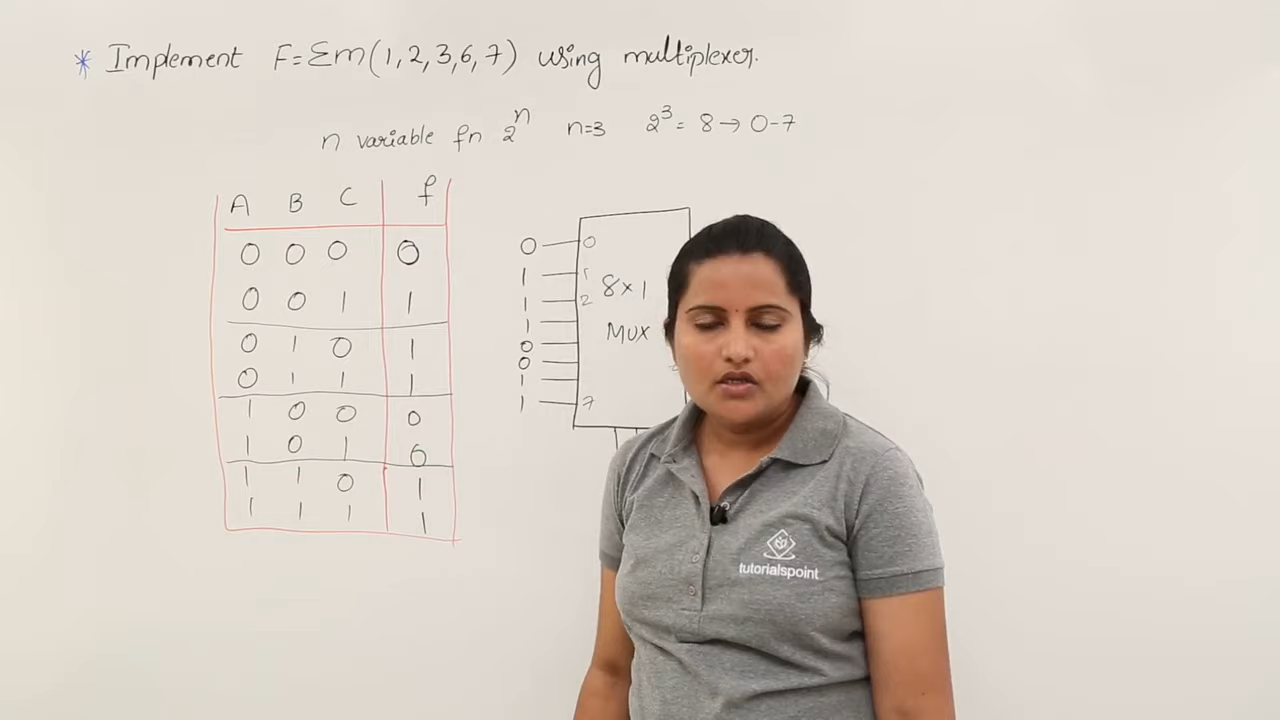 * Implement F=Σm(1,2,3,6,7) using multiplexer.
n variable fn 2^n n=3 2^3 = 8 → 0-7
A B C f
0 0 0 0
0 0 1 1
0 1 0 1
0 1 1 1
1 0 0 0
1 0 1 0
1 1 0 1
1 1 1 1
0 0
1 1
1 2
1
0
0
1
1 7
8×1
MUX
tutorialspoint